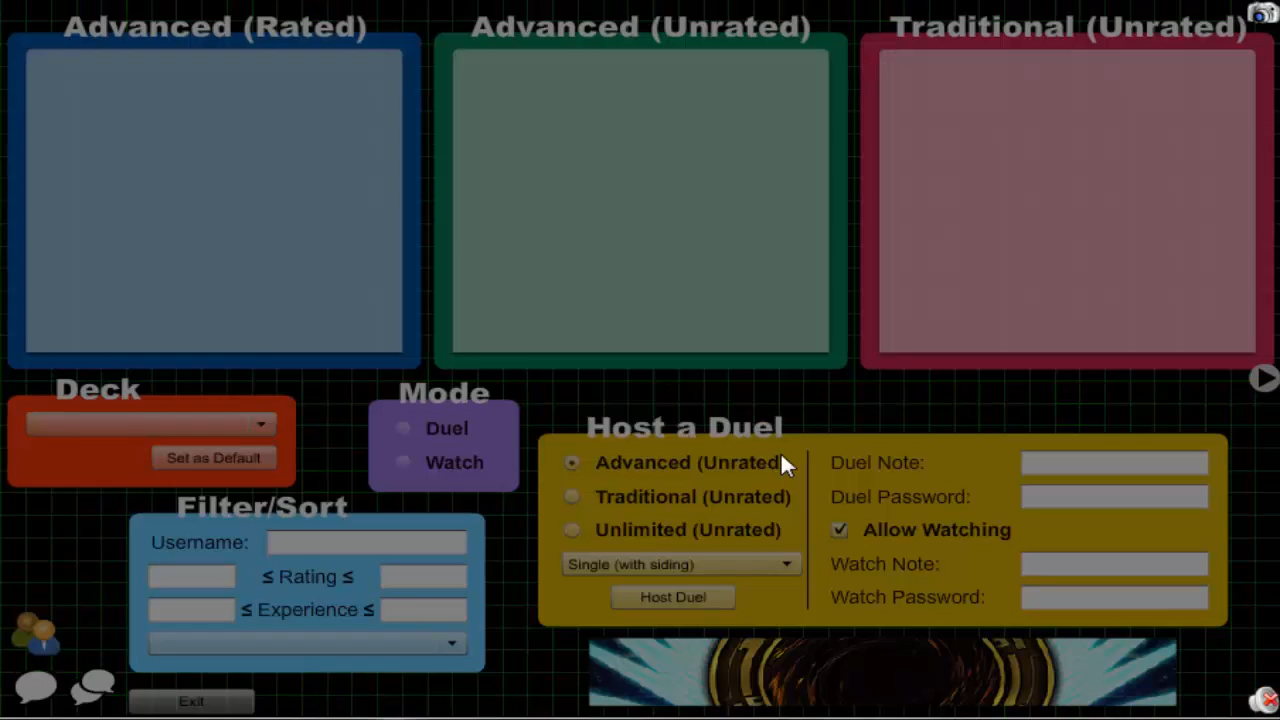 Advanced (Rated)
Advanced (Unrated)
Traditional (Unrated)
Deck
Set as Default
Mode
Duel
Watch
Filter/Sort
Username:
≤ Rating ≤
≤ Experience ≤
Exit
Host a Duel
Advanced (Unrated)
Traditional (Unrated)
Unlimited (Unrated)
Single (with siding)
Host Duel
Duel Note:
Duel Password:
Allow Watching
Watch Note:
Watch Password: